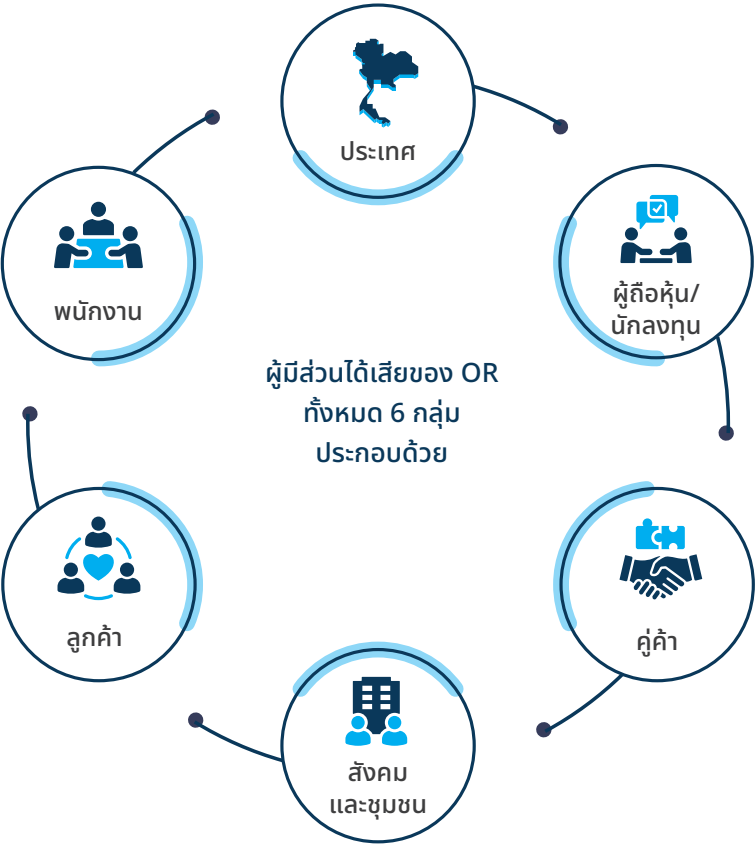 ประเทศ
ผู้ถือหุ้น/
นักลงทุน
คู่ค้า
สังคม
และชุมชน
ลูกค้า
พนักงาน
ผู้มีส่วนได้เสียของ OR
ทั้งหมด 6 กลุ่ม
ประกอบด้วย